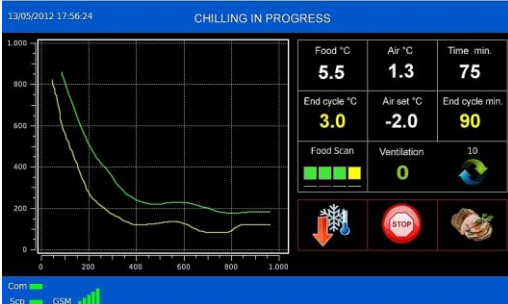 13/05/2012 17:56:24
CHILLING IN PROGRESS
1.000
800
600
400
200
0
0 200 400 600 800 1.000
Food °C Air °C Time min.
5.5 1.3 75
End cycle °C Air set °C End cycle min.
3.0 -2.0 90
Food Scan Ventilation 10
0
STOP
Com
Scp GSM